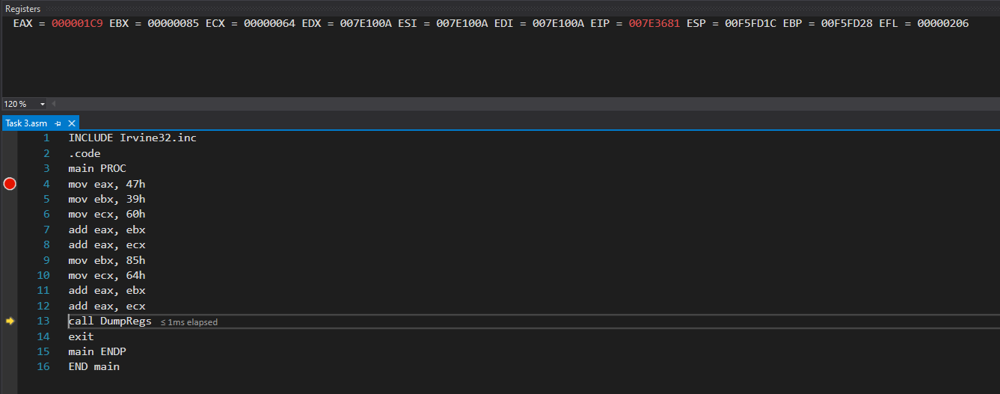 Registers
EAX = 000001C9 EBX = 00000085 ECX = 00000064 EDX = 007E100A ESI = 007E100A EDI = 007E100A EIP = 007E3681 ESP = 00F5FD1C EBP = 00F5FD28 EFL = 00000206
120 %
Task 3.asm
1 INCLUDE Irvine32.inc
2 .code
3 main PROC
4 mov eax, 47h
5 mov ebx, 39h
6 mov ecx, 60h
7 add eax, ebx
8 add eax, ecx
9 mov ebx, 85h
10 mov ecx, 64h
11 add eax, ebx
12 add eax, ecx
13 call DumpRegs ≤ 1ms elapsed
14 exit
15 main ENDP
16 END main